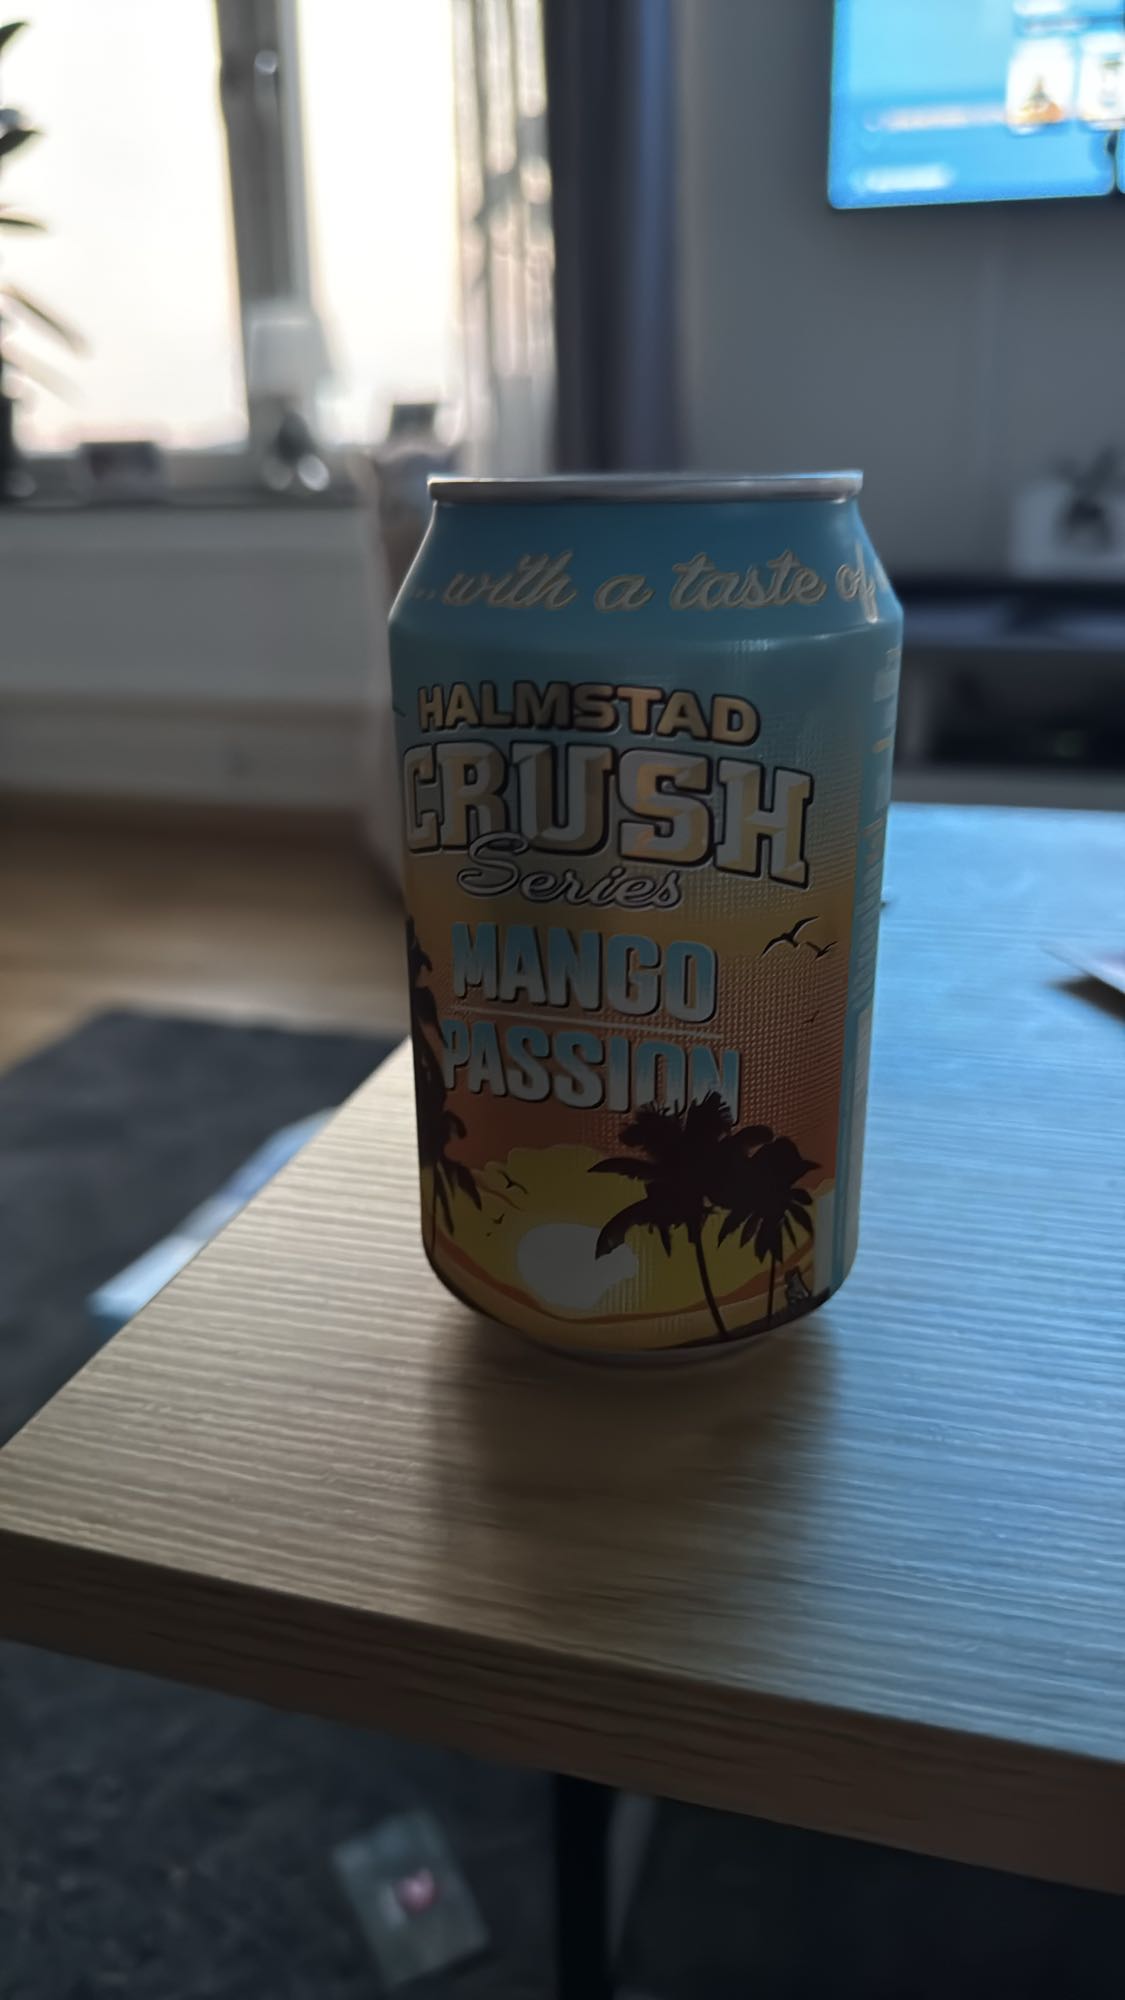 ..with a taste of
HALMSTAD
CRUSH
Series
MANGO
PASSION